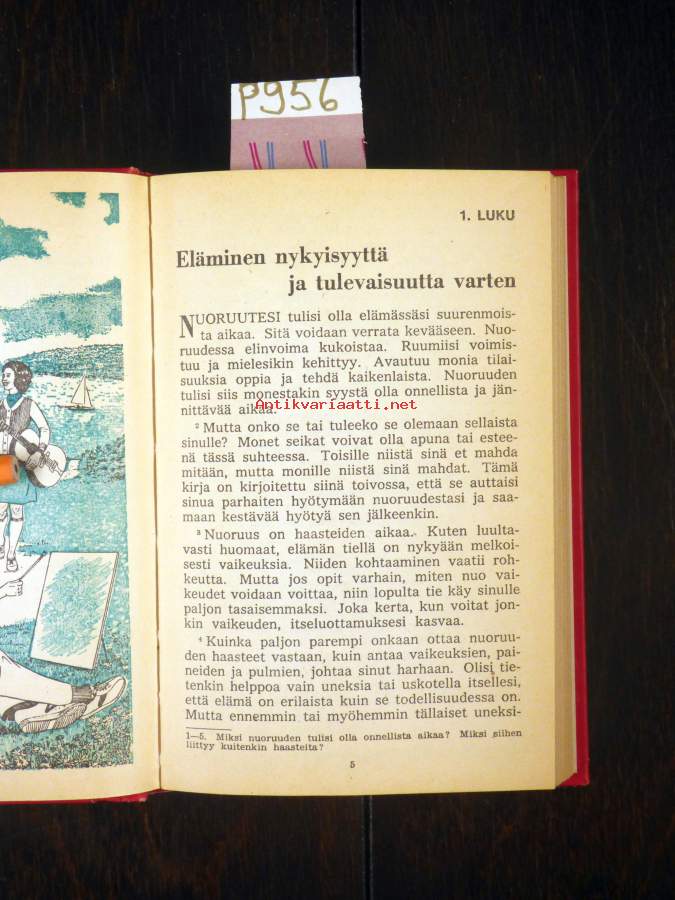 P956
1. LUKU
Eläminen nykyisyyttä
ja tulevaisuutta varten
NUORUUTESI tulisi olla elämässäsi suurenmois-
ta aikaa. Sitä voidaan verrata kevääseen. Nuo-
ruudessa elinvoima kukoistaa. Ruumiisi voimis-
tuu ja mielesikin kehittyy. Avautuu monia tilai-
suuksia oppia ja tehdä kaikenlaista. Nuoruuden
tulisi siis monestakin syystä olla onnellista ja jän-
nittävää aikaa.
Antikvariaatti.net
² Mutta onko se tai tuleeko se olemaan sellaista
sinulle? Monet seikat voivat olla apuna tai estee-
nä tässä suhteessa. Toisille niistä sinä et mahda
mitään, mutta monille niistä sinä mahdat. Tämä
kirja on kirjoitettu siinä toivossa, että se auttaisi
sinua parhaiten hyötymään nuoruudestasi ja saa-
maan kestävää hyötyä sen jälkeenkin.
³ Nuoruus on haasteiden aikaa. Kuten luulta-
vasti huomaat, elämän tiellä on nykyään melkoi-
sesti vaikeuksia. Niiden kohtaaminen vaatii roh-
keutta. Mutta jos opit varhain, miten nuo vai-
keudet voidaan voittaa, niin lopulta tie käy sinulle
paljon tasaisemmaksi. Joka kerta, kun voitat jon-
kin vaikeuden, itseluottamuksesi kasvaa.
⁴ Kuinka paljon parempi onkaan ottaa nuoruu-
den haasteet vastaan, kuin antaa vaikeuksien, pai-
neiden ja pulmien, johtaa sinut harhaan. Olisi tie-
tenkin helppoa vain uneksia tai uskotella itsellesi,
että elämä on erilaista kuin se todellisuudessa on.
Mutta ennemmin tai myöhemmin tällaiset uneksi-
1—5. Miksi nuoruuden tulisi olla onnellista aikaa? Miksi siihen
liittyy kuitenkin haasteita?
5